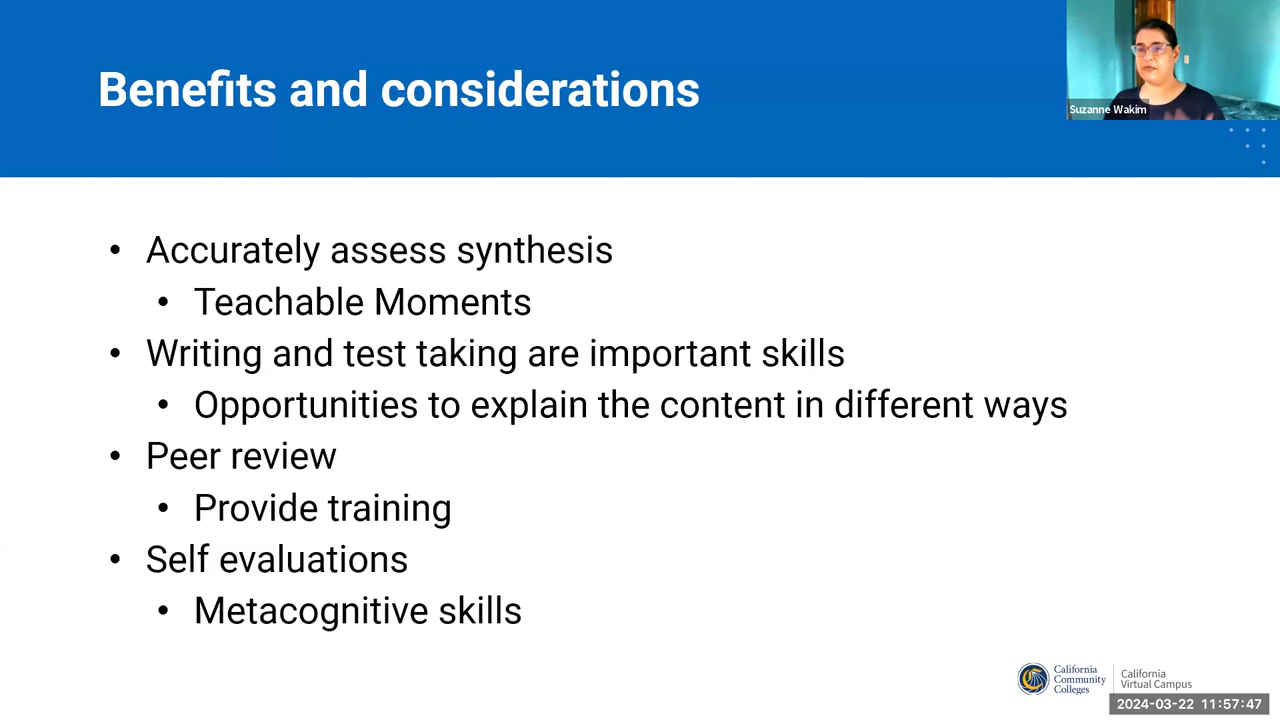 Benefits and considerations
Suzanne Wakim
• Accurately assess synthesis
• Teachable Moments
• Writing and test taking are important skills
• Opportunities to explain the content in different ways
• Peer review
• Provide training
• Self evaluations
• Metacognitive skills
California
Community
Colleges
California
Virtual Campus
2024-03-22 11:57:47